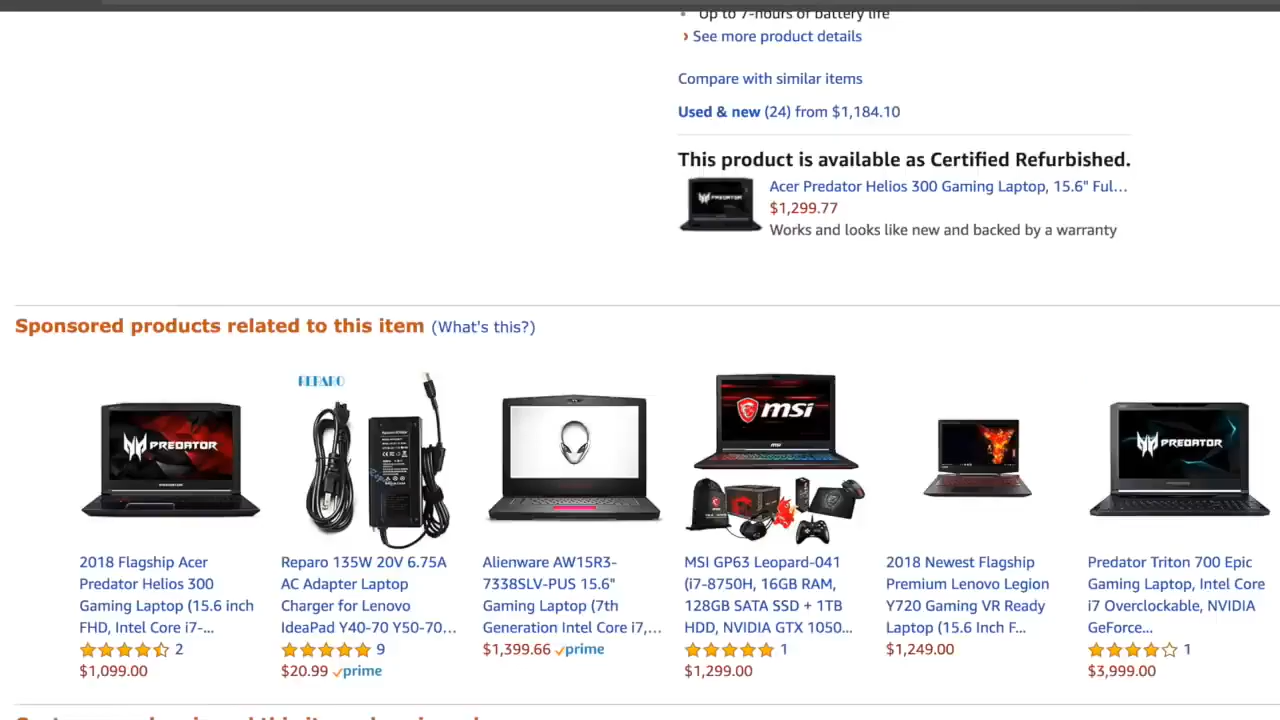 Up to 7-hours of battery life
› See more product details
Compare with similar items
Used & new (24) from $1,184.10
This product is available as Certified Refurbished.
PREDATOR
Acer Predator Helios 300 Gaming Laptop, 15.6" Ful...
$1,299.77
Works and looks like new and backed by a warranty
Sponsored products related to this item (What's this?)
PREDATOR
REPARO
msi
PREDATOR
2018 Flagship Acer
Predator Helios 300
Gaming Laptop (15.6 inch
FHD, Intel Core i7-...
2
$1,099.00
Reparo 135W 20V 6.75A
AC Adapter Laptop
Charger for Lenovo
IdeaPad Y40-70 Y50-70...
9
$20.99 prime
Alienware AW15R3-
7338SLV-PUS 15.6"
Gaming Laptop (7th
Generation Intel Core i7,...
$1,399.66 prime
MSI GP63 Leopard-041
(i7-8750H, 16GB RAM,
128GB SATA SSD + 1TB
HDD, NVIDIA GTX 1050...
1
$1,299.00
2018 Newest Flagship
Premium Lenovo Legion
Y720 Gaming VR Ready
Laptop (15.6 Inch F...
$1,249.00
Predator Triton 700 Epic
Gaming Laptop, Intel Core
i7 Overclockable, NVIDIA
GeForce...
1
$3,999.00